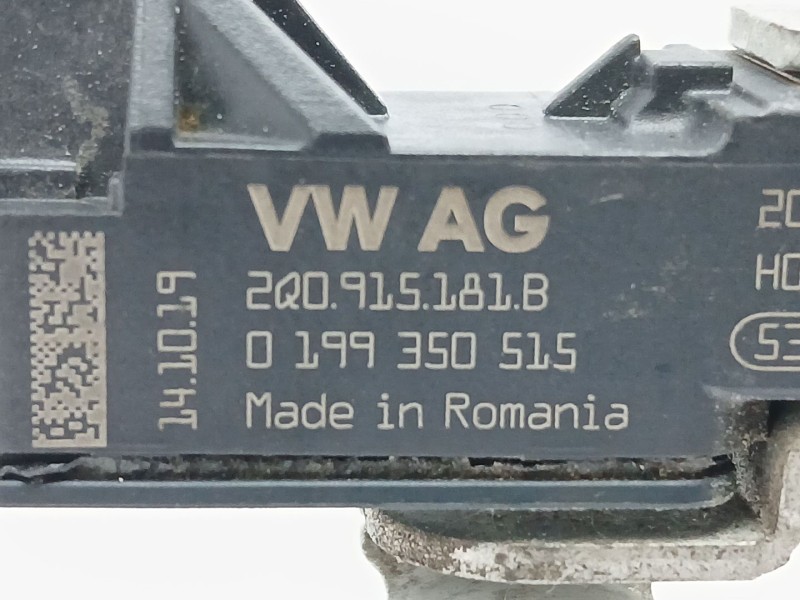 VW AG
2Q0.915.181.B
0 199 350 515
Made in Romania
14.10.19